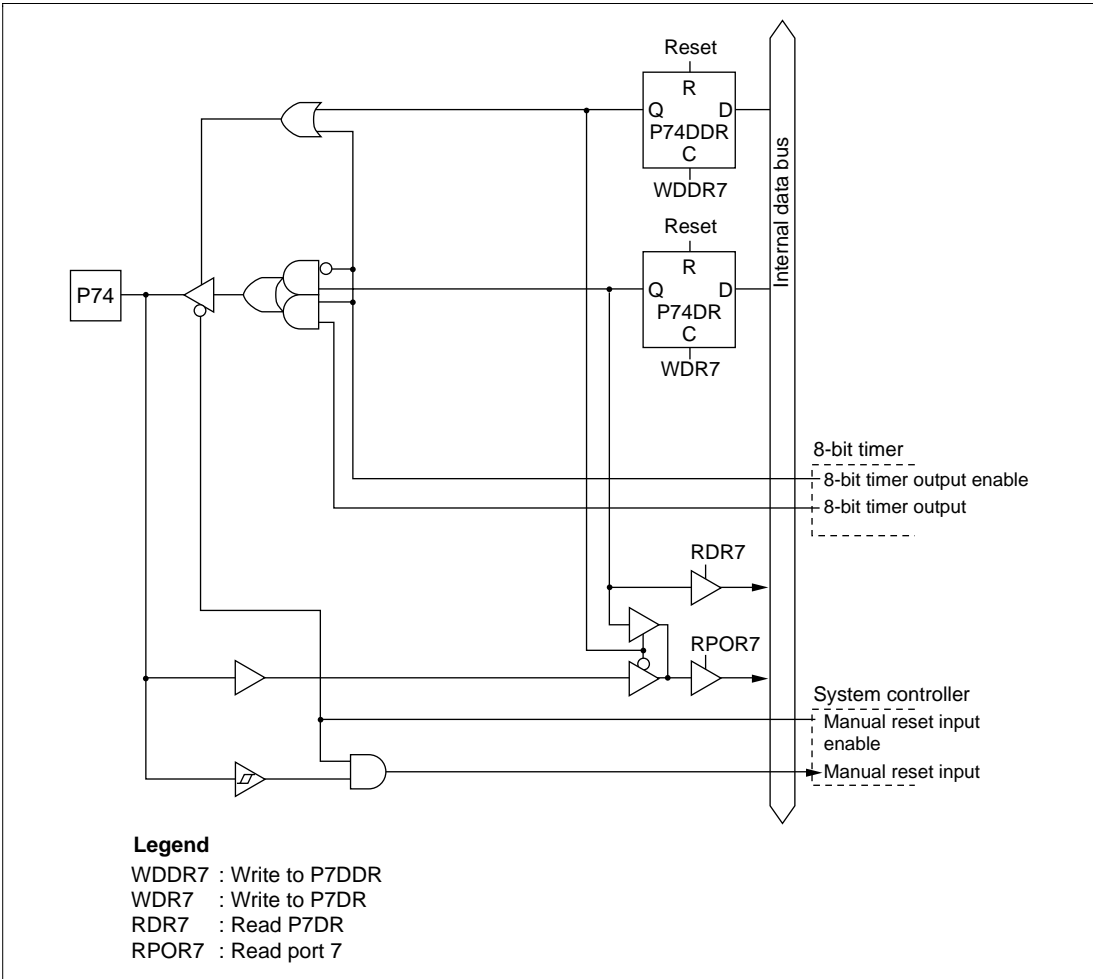 Reset
R
Q
D
P74DDR
C
WDDR7
Reset
R
Q
D
P74DR
C
WDR7
P74
Internal data bus
8-bit timer
8-bit timer output enable
8-bit timer output
RDR7
RPOR7
System controller
Manual reset input
enable
Manual reset input
Legend
WDDR7 : Write to P7DDR
WDR7 : Write to P7DR
RDR7 : Read P7DR
RPOR7 : Read port 7